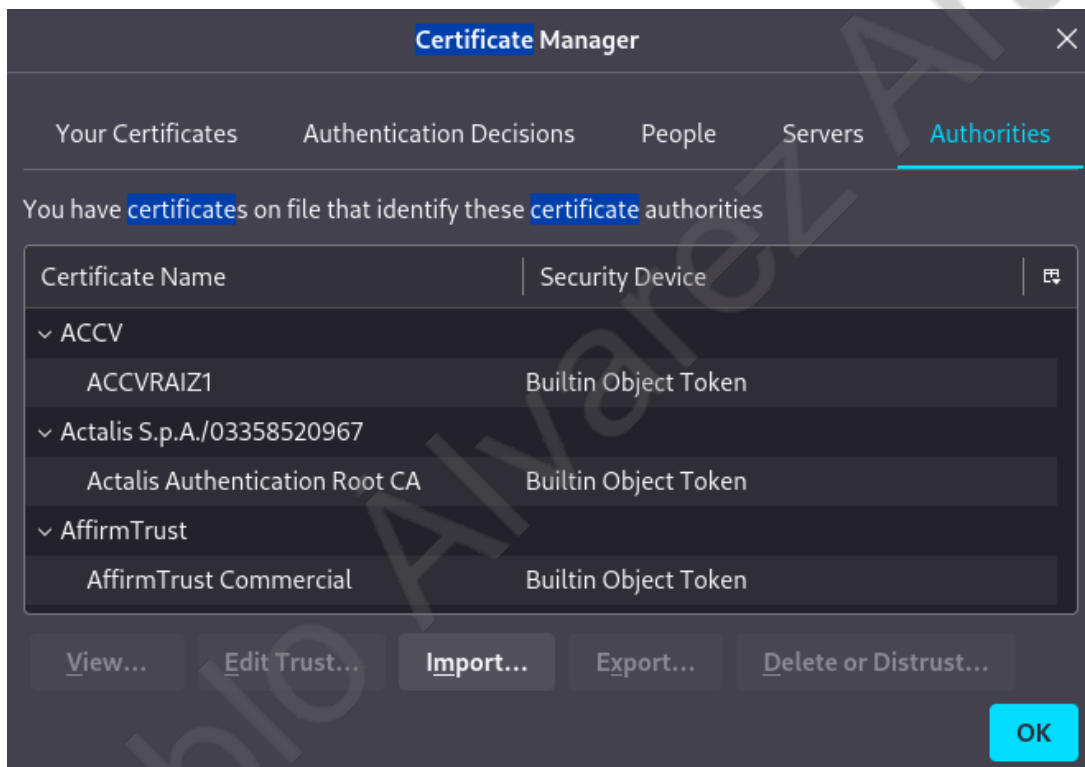 Certificate Manager
Your Certificates Authentication Decisions People Servers Authorities
You have certificates on file that identify these certificate authorities
Certificate Name Security Device
ACCV
ACCVRAIZ1 Builtin Object Token
Actalis S.p.A./03358520967
Actalis Authentication Root CA Builtin Object Token
AffirmTrust
AffirmTrust Commercial Builtin Object Token
View... Edit Trust... Import... Export... Delete or Distrust...
OK